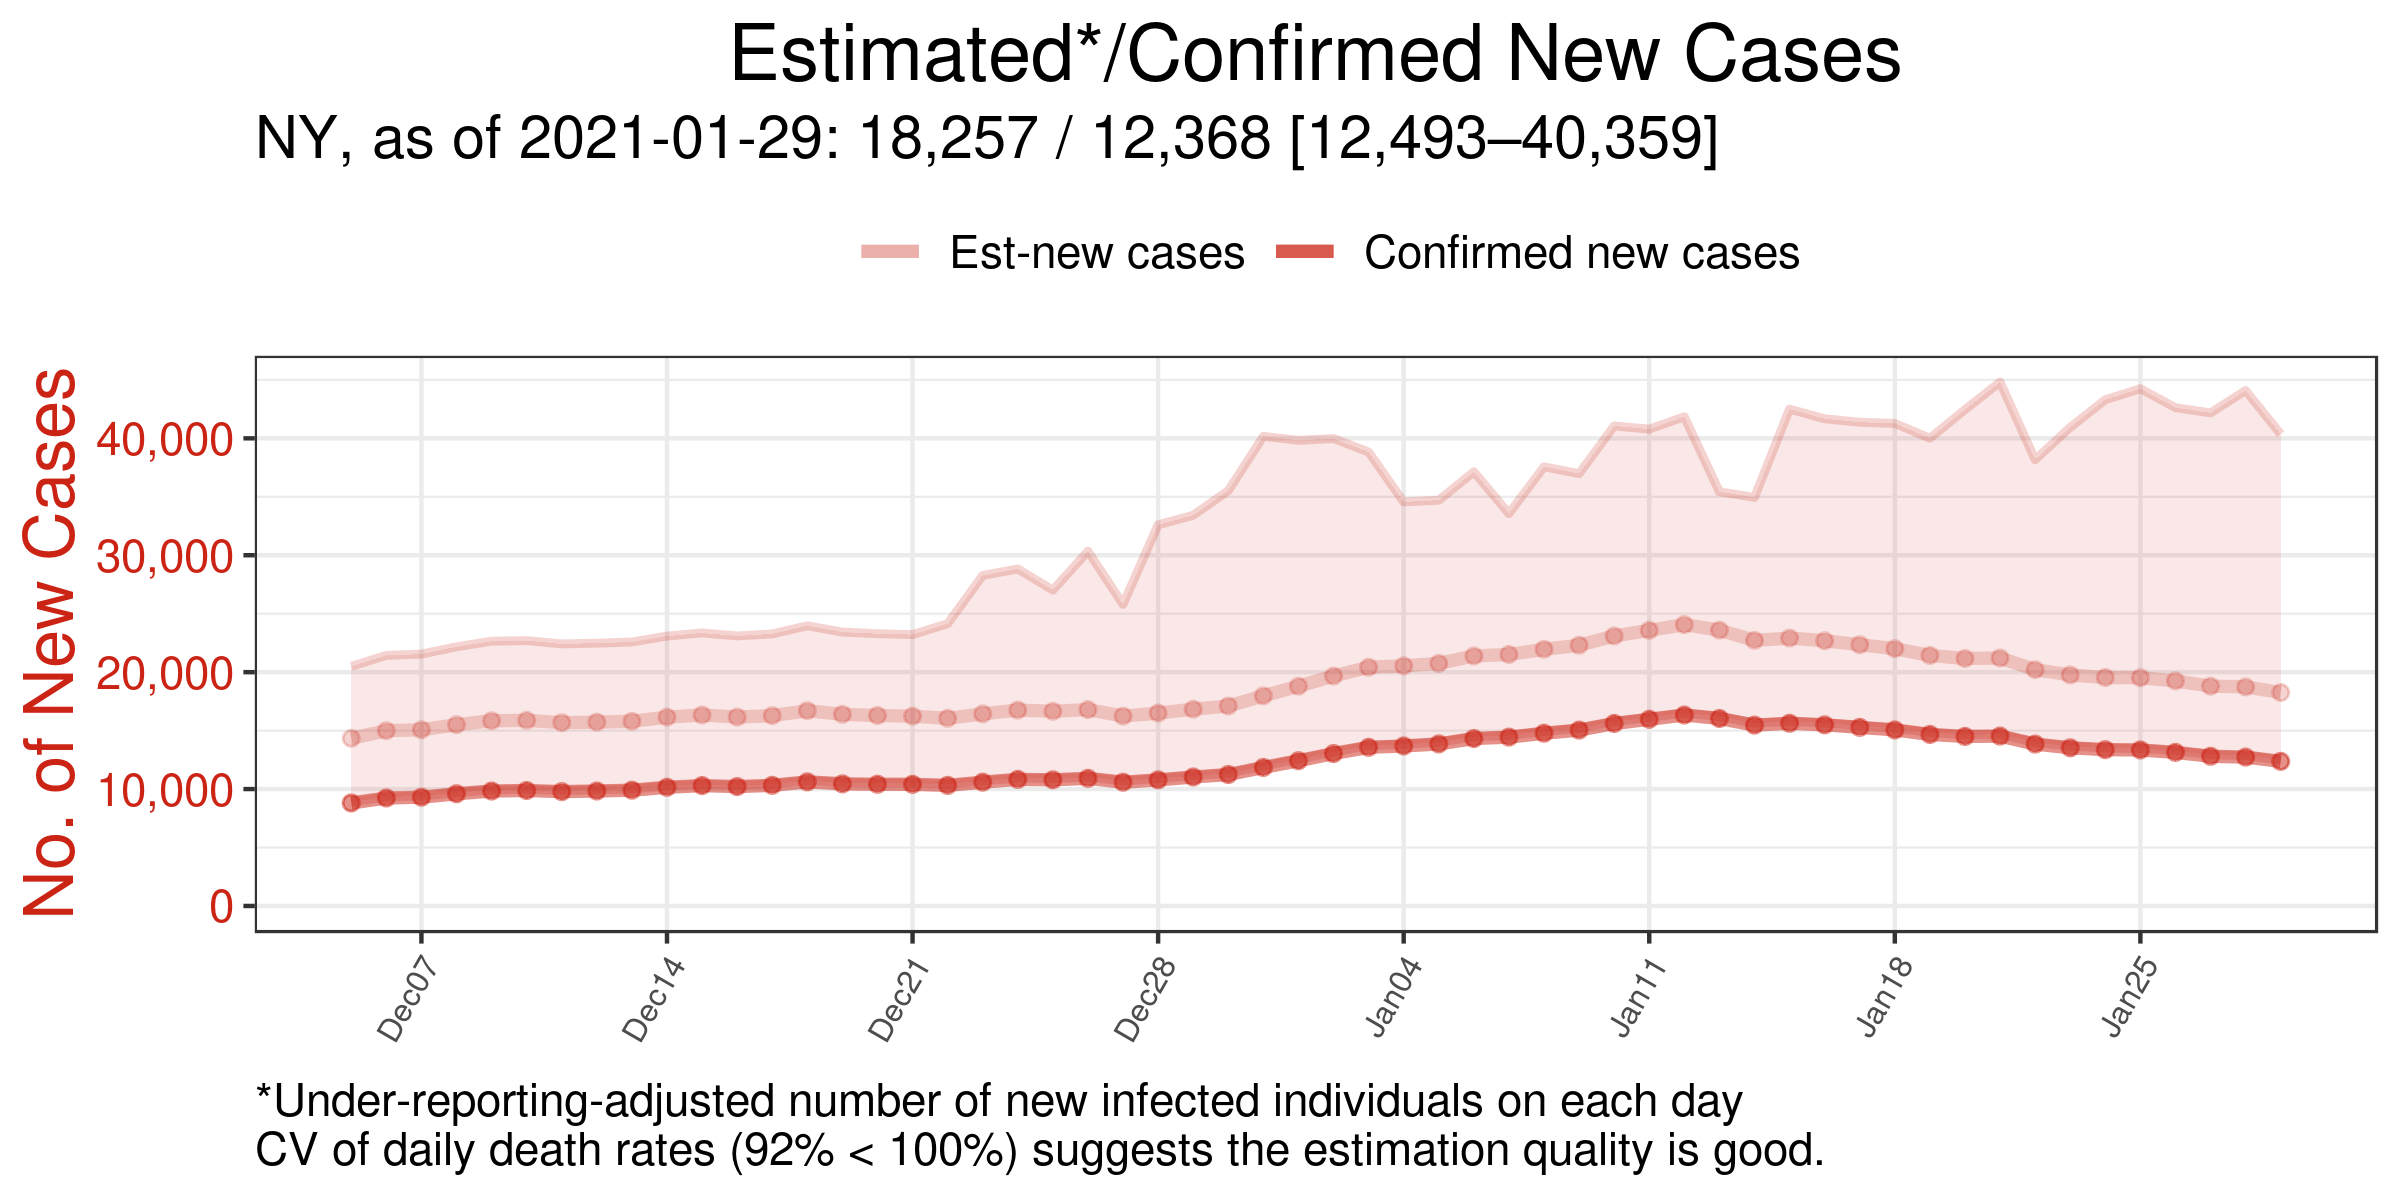 Estimated*/Confirmed New Cases
NY, as of 2021-01-29: 18,257 / 12,368 [12,493–40,359]
Est-new cases Confirmed new cases
No. of New Cases
40,000
30,000
20,000
10,000
0
Dec07 Dec14 Dec21 Dec28 Jan04 Jan11 Jan18 Jan25
*Under-reporting-adjusted number of new infected individuals on each day
CV of daily death rates (92% < 100%) suggests the estimation quality is good.